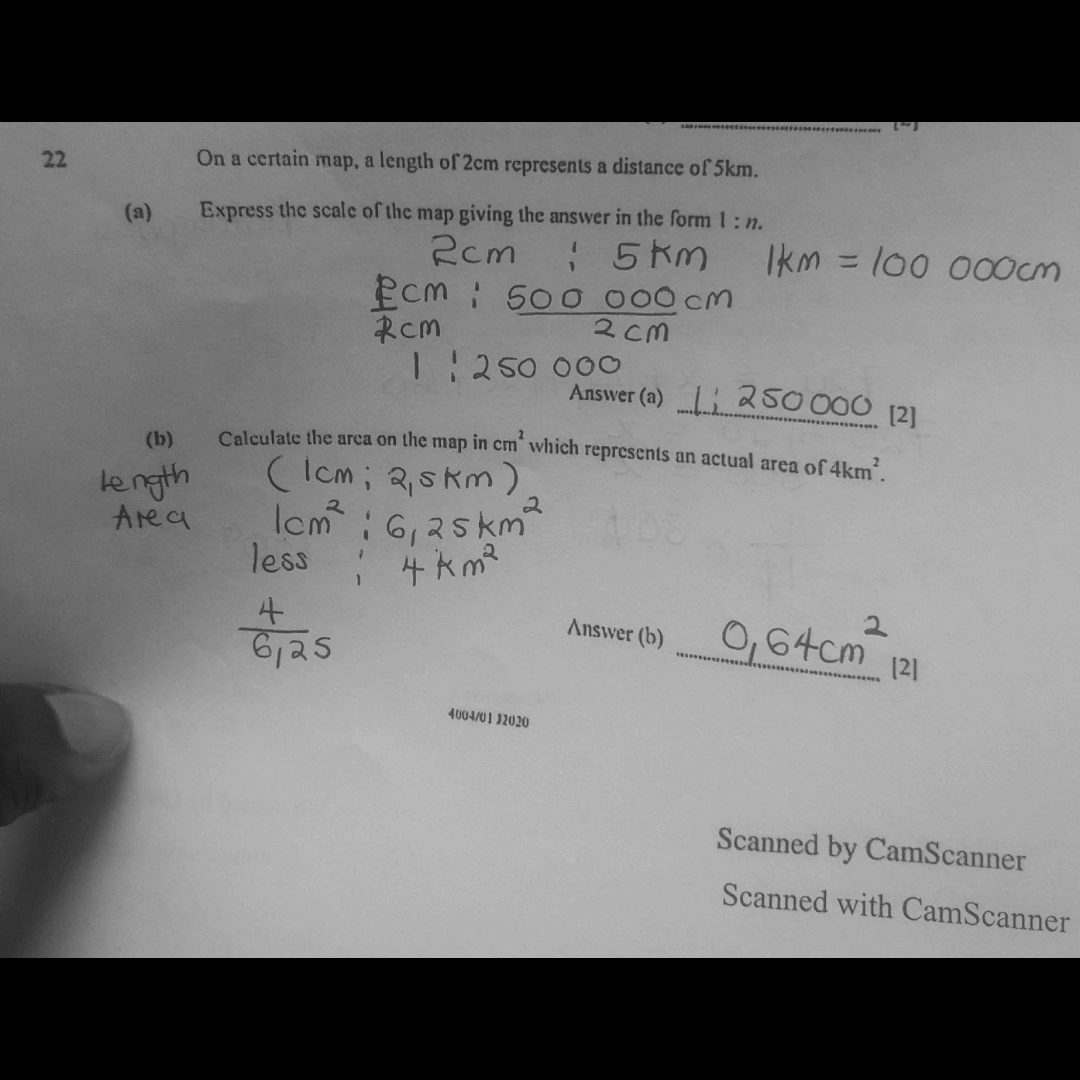 [2]
22 On a certain map, a length of 2cm represents a distance of 5km.
(a) Express the scale of the map giving the answer in the form 1 : n.
2cm : 5km 1km = 100 000cm
2cm : 500 000cm
2cm 2cm
1 : 250 000
Answer (a) 1 : 250000 [2]
(b) Calculate the area on the map in cm² which represents an actual area of 4km².
Length (1cm ; 2,5km)
Area 1cm² : 6,25km²
less : 4km²
4
6,25
Answer (b) 0,64cm² [2]
4004/01 J2020
Scanned by CamScanner
Scanned with CamScanner